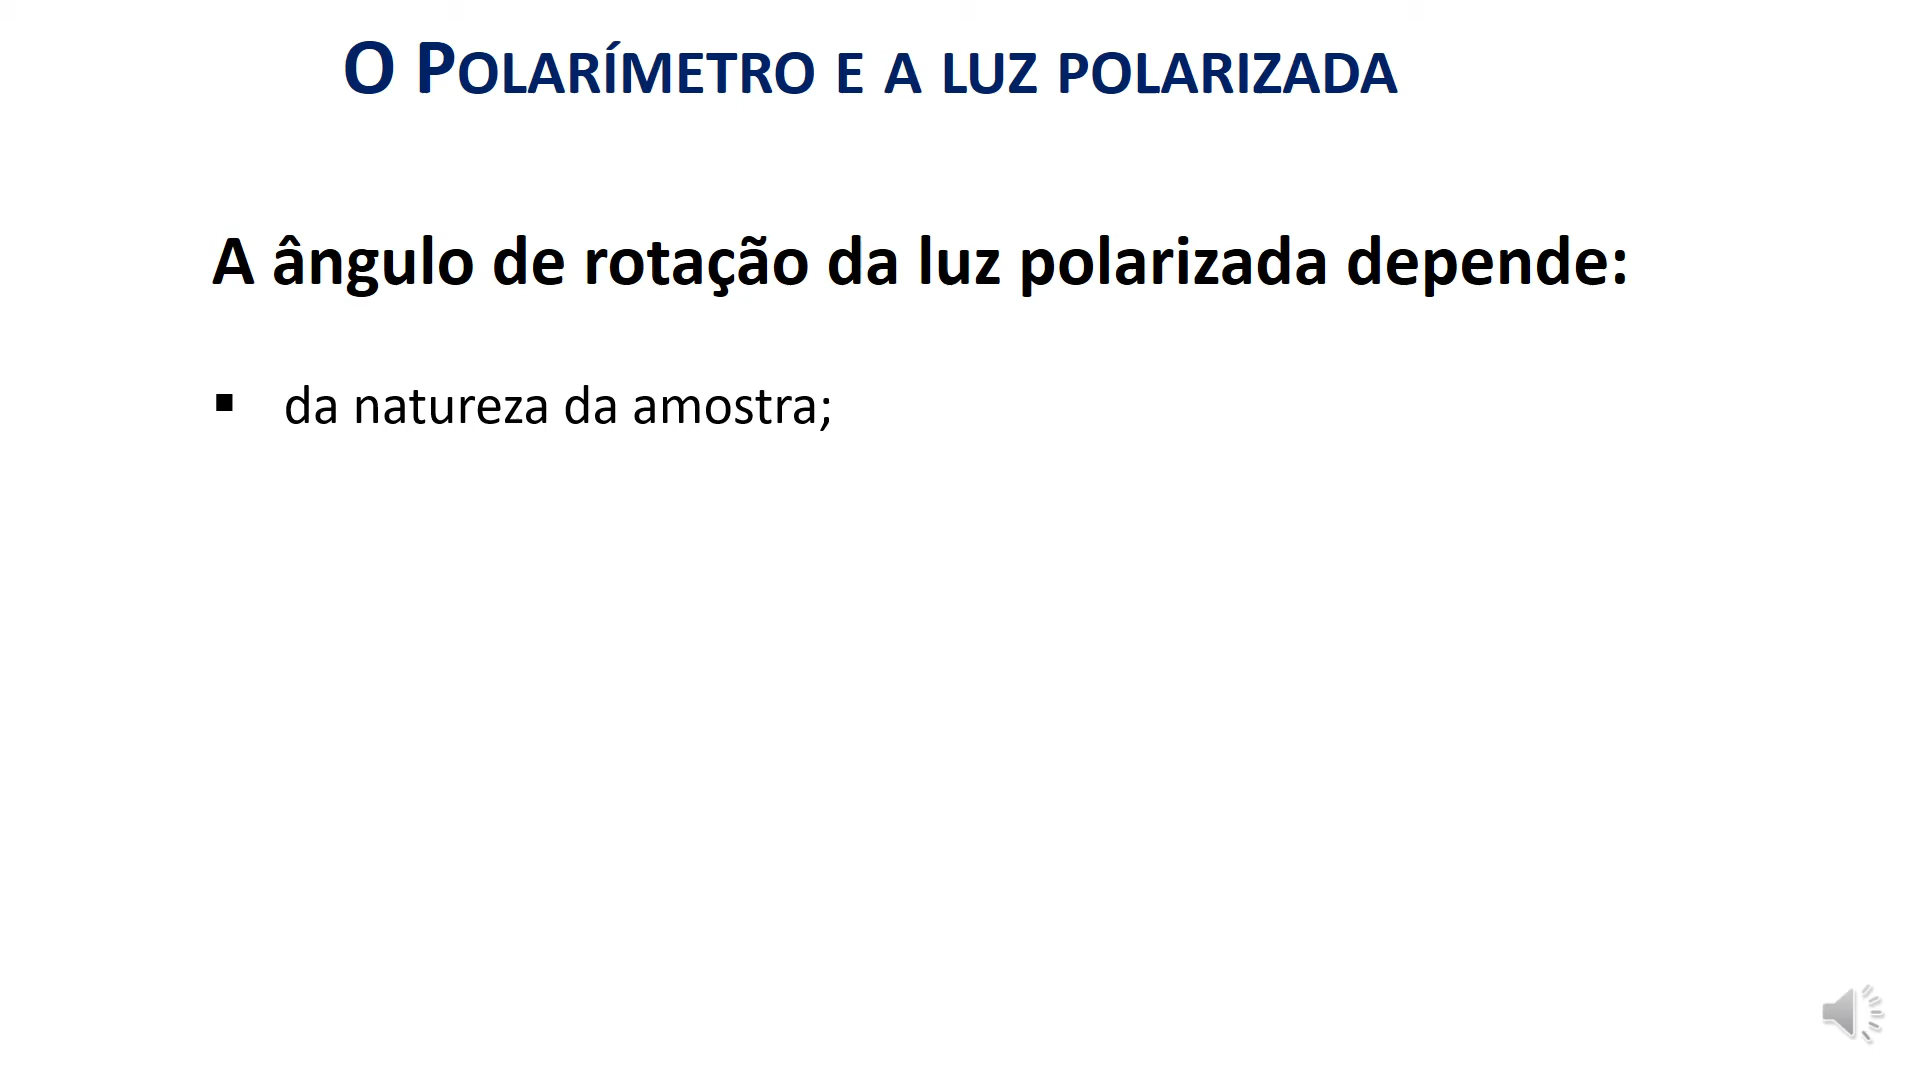 O Polarímetro e a luz polarizada
A ângulo de rotação da luz polarizada depende:
▪ da natureza da amostra;